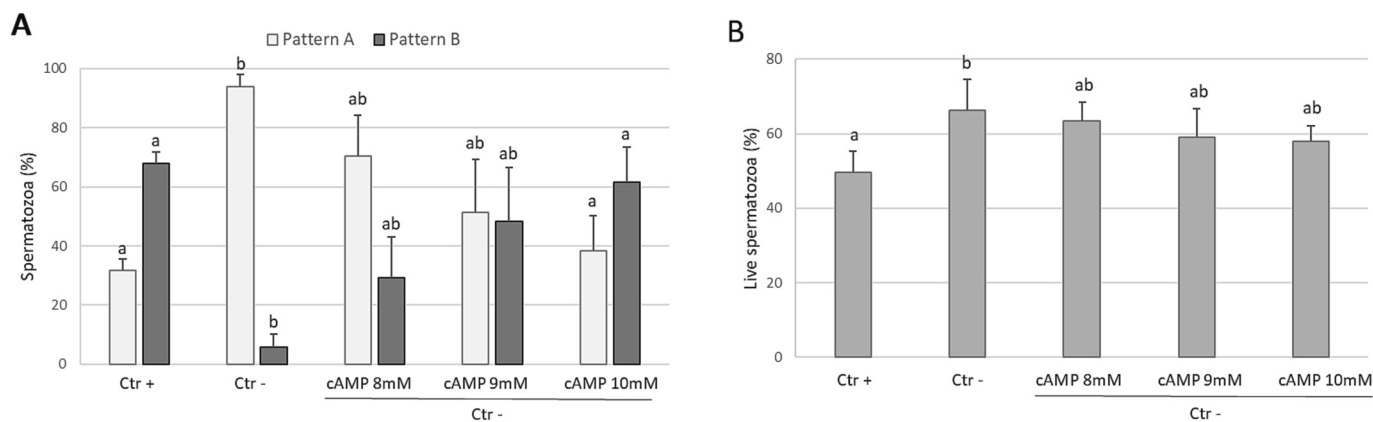 A
Pattern A Pattern B
Spermatozoa (%)
100
80
60
40
20
0
a
a
b
b
ab
ab
ab
ab
a
a
Ctr + Ctr - cAMP 8mM cAMP 9mM cAMP 10mM
Ctr -
B
Live spermatozoa (%)
80
60
40
20
0
a
b
ab
ab
ab
Ctr + Ctr - cAMP 8mM cAMP 9mM cAMP 10mM
Ctr -